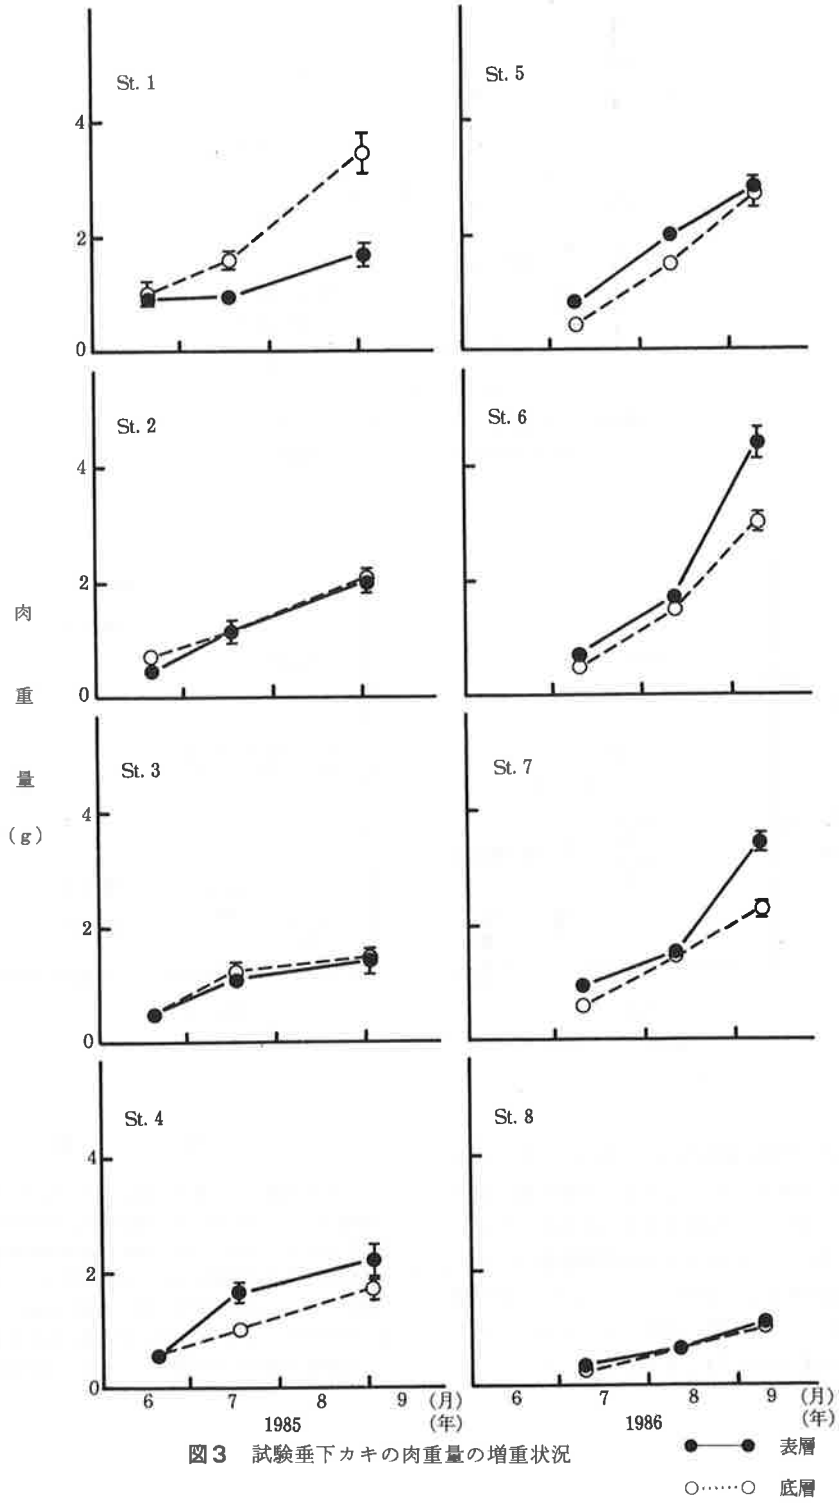 St. 1
4
2
0
St. 5
St. 2
4
2
0
St. 6
肉
重
量
(g)
St. 3
4
2
0
St. 7
St. 4
4
2
0
St. 8
6 7 8 9 (月)
1985 (年)
6 7 8 9 (月)
1986 (年)
図3 試験垂下カキの肉重量の増重状況
表層
底層